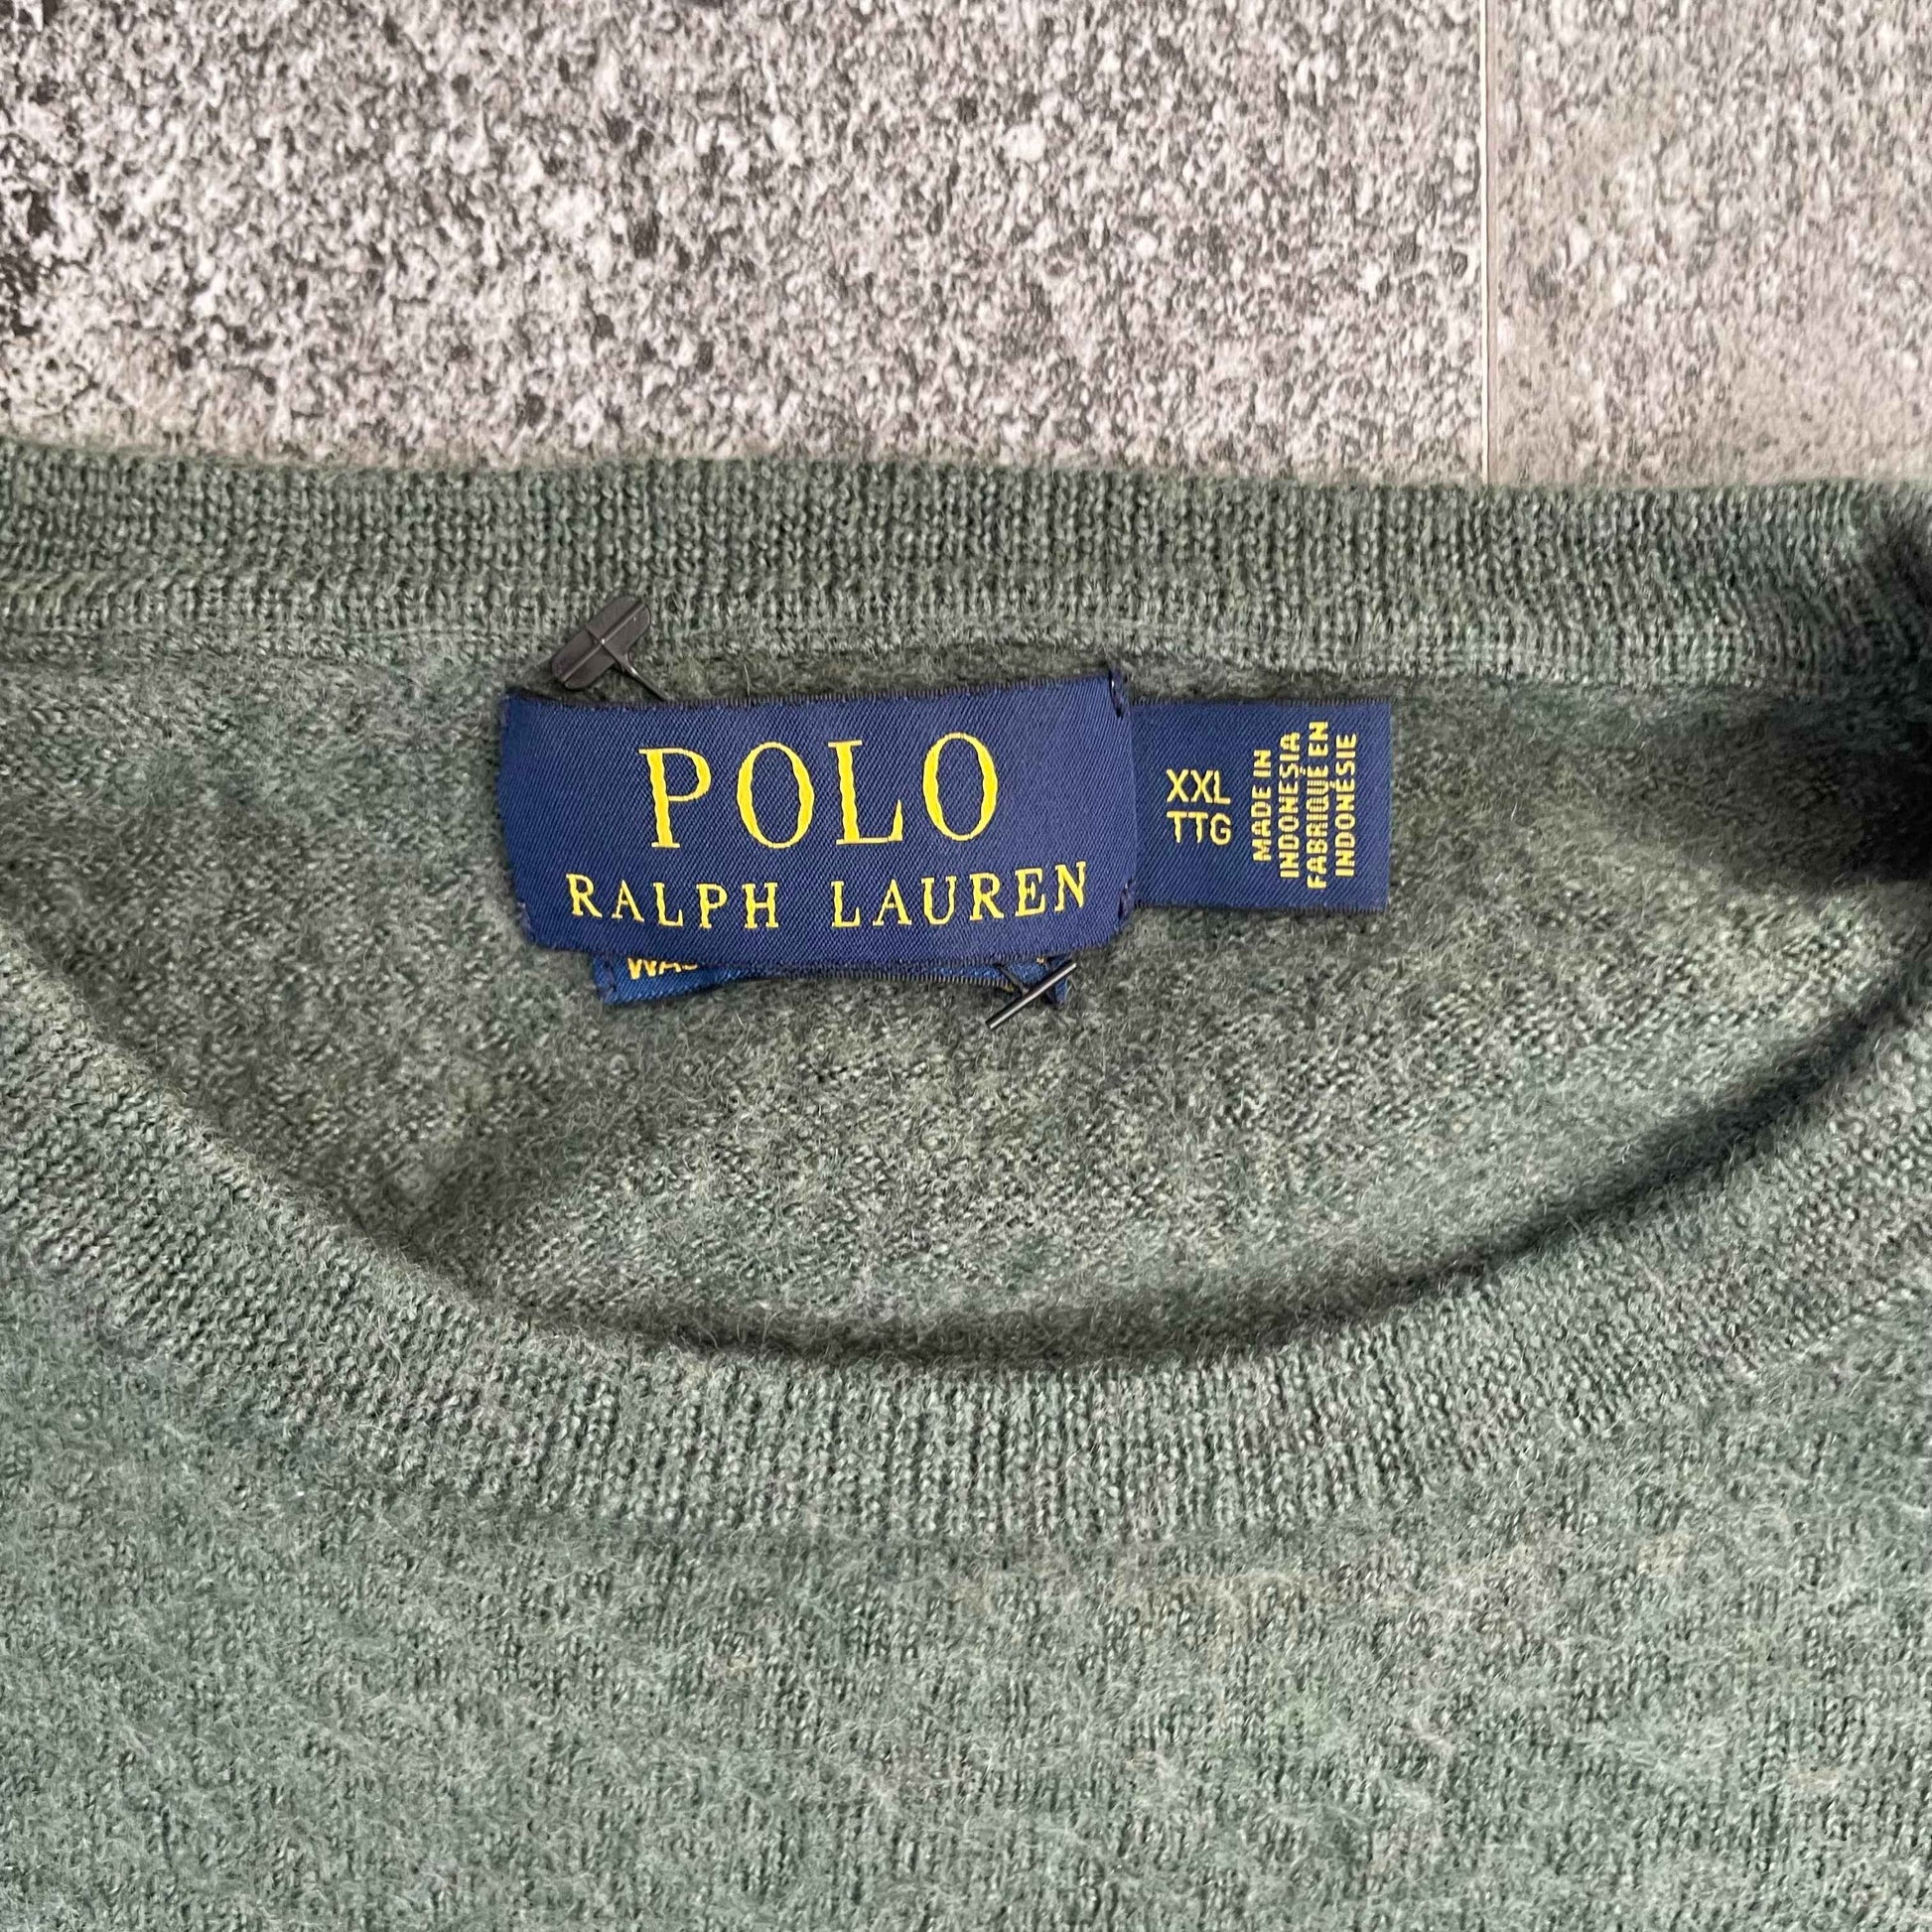 POLO
RALPH LAUREN
XXL
TTG
MADE IN
INDONESIA
FABRIQUÉ EN
INDONÉSIE